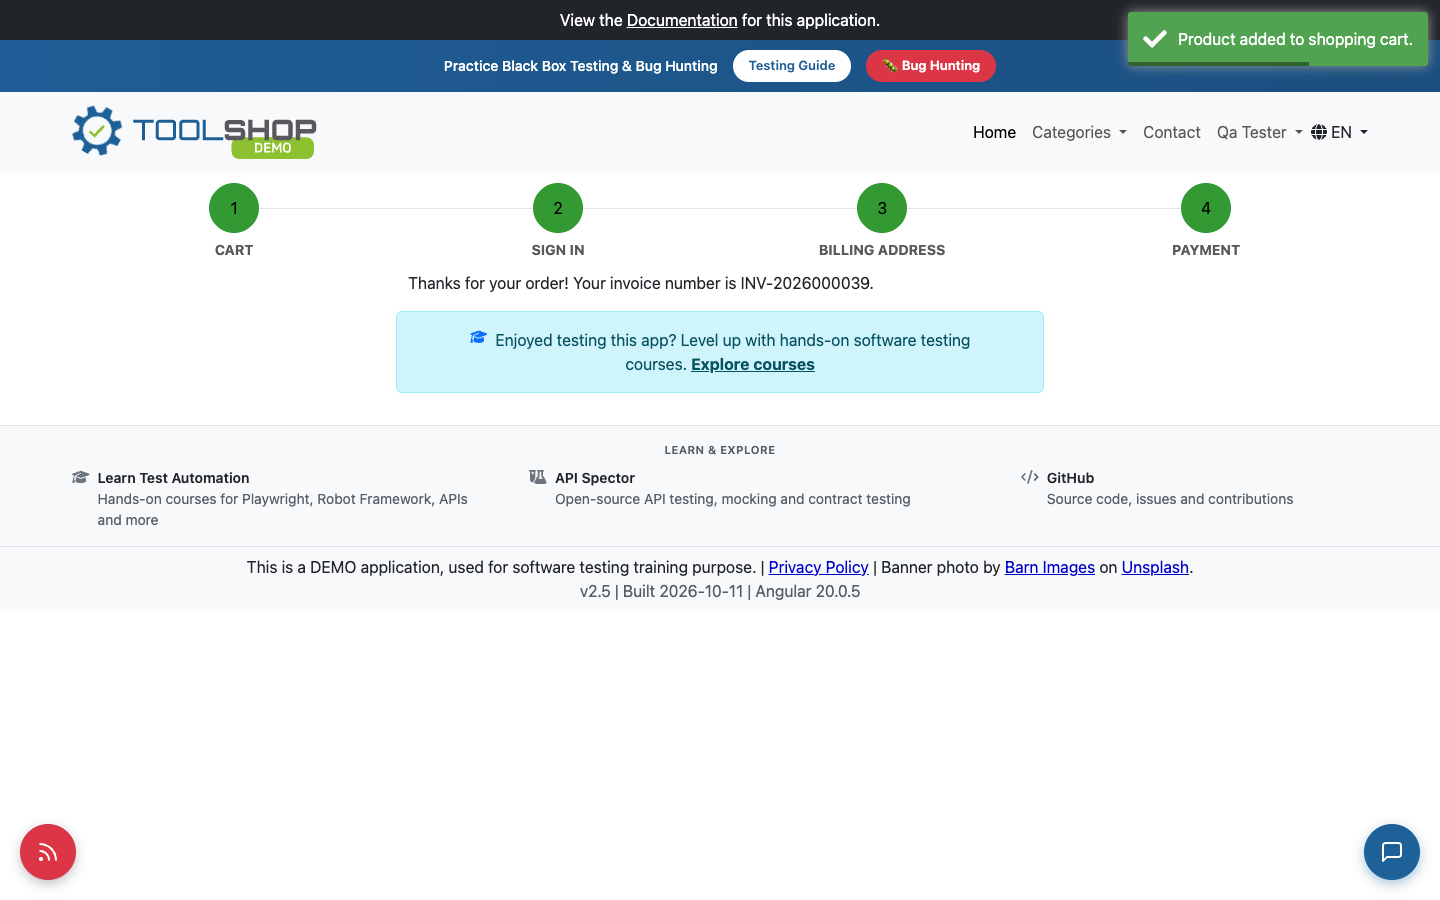 View the Documentation for this application.
Product added to shopping cart.
Practice Black Box Testing & Bug Hunting
Testing Guide
Bug Hunting
TOOLSHOP
DEMO
Home
Categories
Contact
Qa Tester
EN
1
2
3
4
CART
SIGN IN
BILLING ADDRESS
PAYMENT
Thanks for your order! Your invoice number is INV-2026000039.
Enjoyed testing this app? Level up with hands-on software testing
courses. Explore courses
LEARN & EXPLORE
Learn Test Automation
Hands-on courses for Playwright, Robot Framework, APIs
and more
API Spector
Open-source API testing, mocking and contract testing
GitHub
Source code, issues and contributions
This is a DEMO application, used for software testing training purpose. | Privacy Policy | Banner photo by Barn Images on Unsplash.
v2.5 | Built 2026-10-11 | Angular 20.0.5